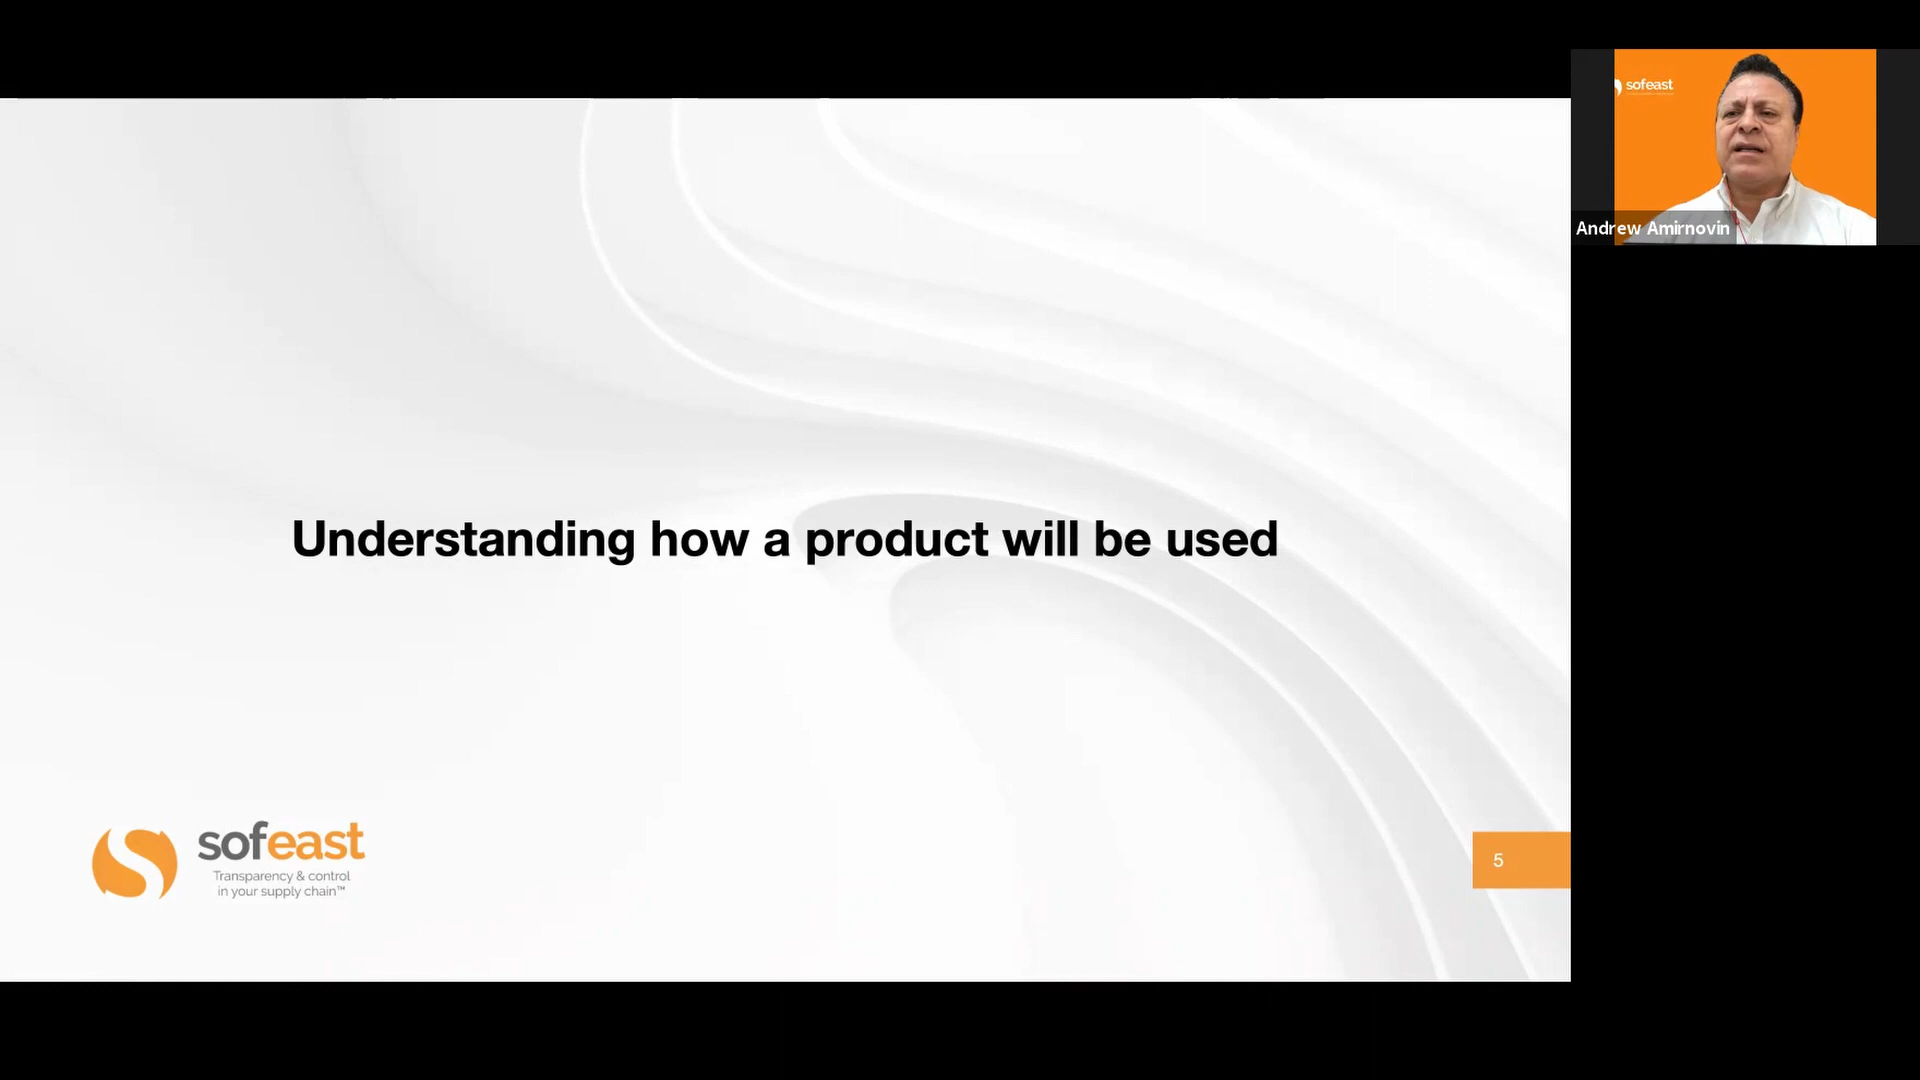 sofeast
Andrew Amirnovin
Understanding how a product will be used
sofeast
Transparency & control
in your supply chain™
5